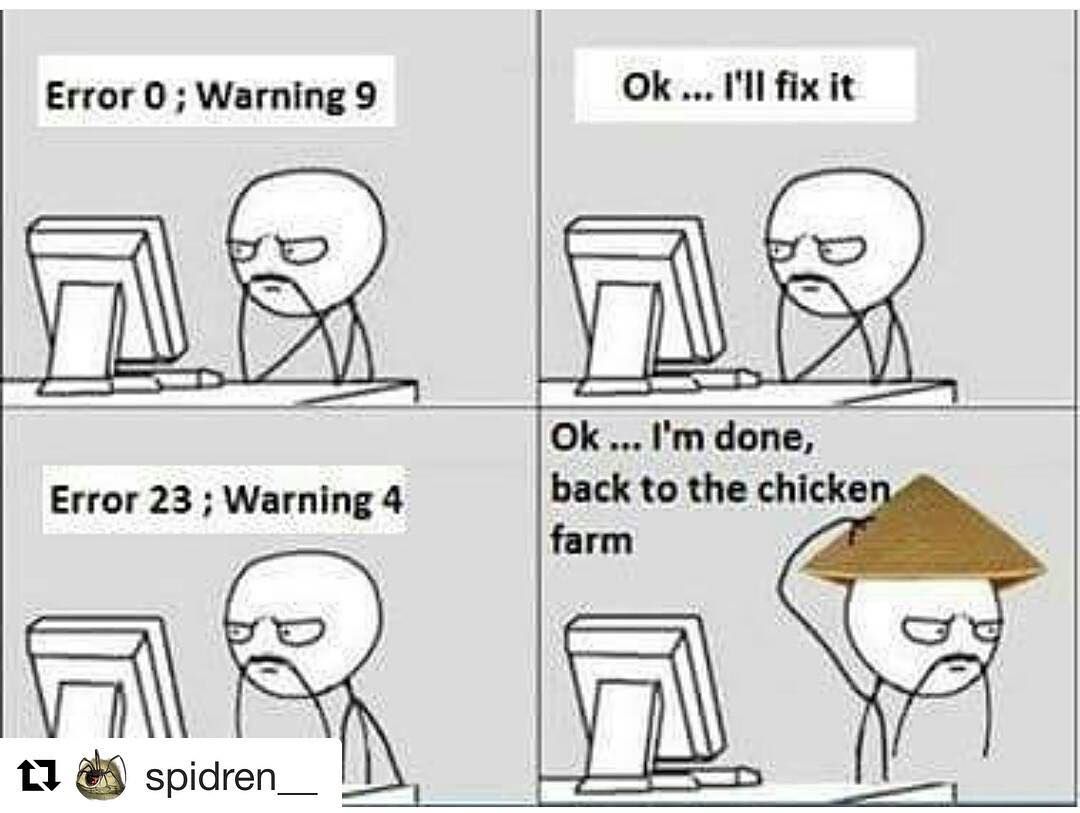 Error 0 ; Warning 9
Ok ... I'll fix it
Error 23 ; Warning 4
Ok ... I'm done,
back to the chicken
farm
spidren__